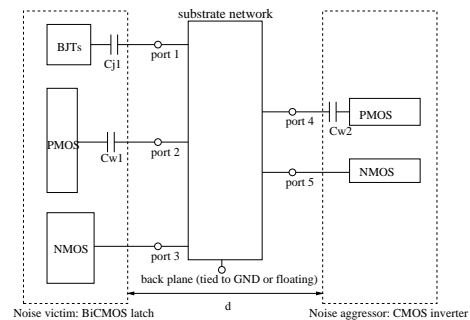 substrate network
BJTs
Cj1
port 1
PMOS
Cw1
port 2
NMOS
port 3
port 4
Cw2
PMOS
port 5
NMOS
back plane (tied to GND or floating)
d
Noise victim: BiCMOS latch
Noise aggressor: CMOS inverter